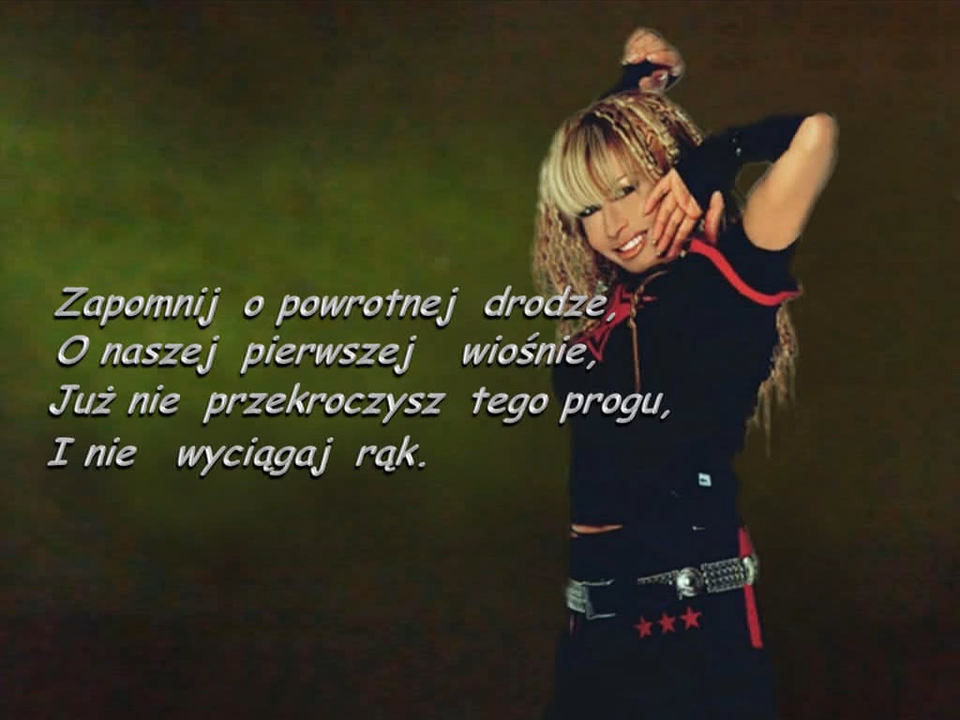 Zapomnij o powrotnej drodze,
O naszej pierwszej wiośnie,
Już nie przekroczysz tego progu,
I nie wyciągaj rąk.